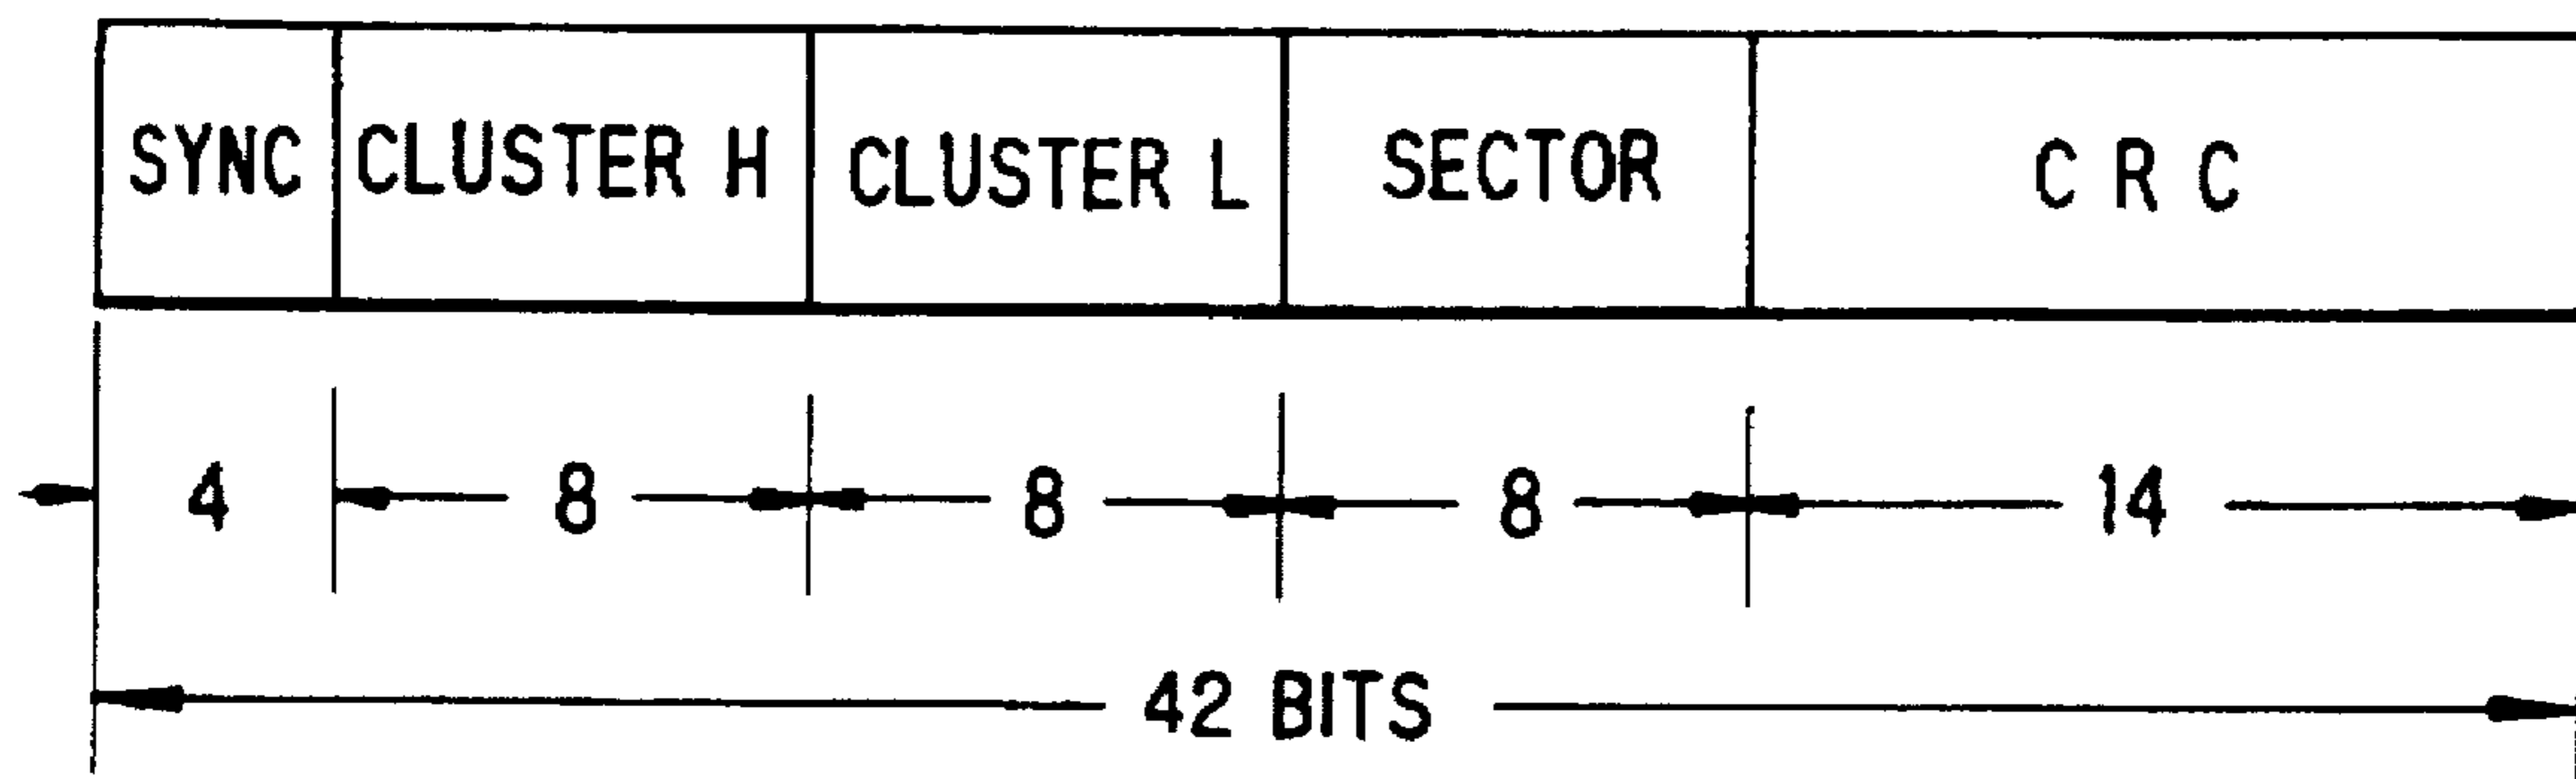 SYNC CLUSTER H CLUSTER L SECTOR C R C
4 8 8 8 14
42 BITS